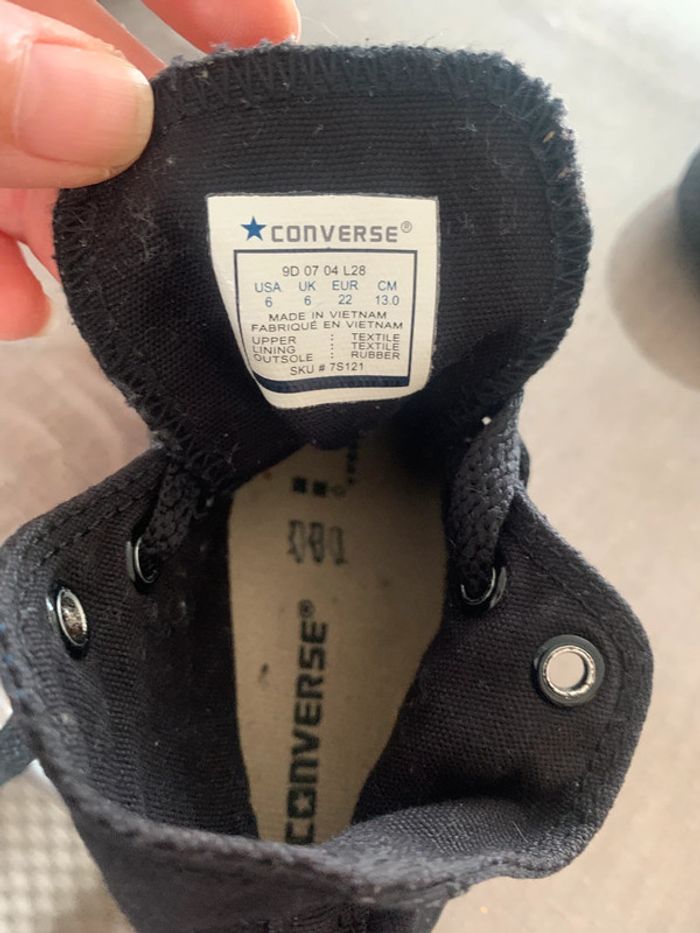 ★CONVERSE®
9D 07 04 L28
USA UK EUR CM
6 6 22 13.0
MADE IN VIETNAM
FABRIQUÉ EN VIETNAM
UPPER : TEXTILE
LINING : TEXTILE
OUTSOLE : RUBBER
SKU # 7S121
CONVERSE®